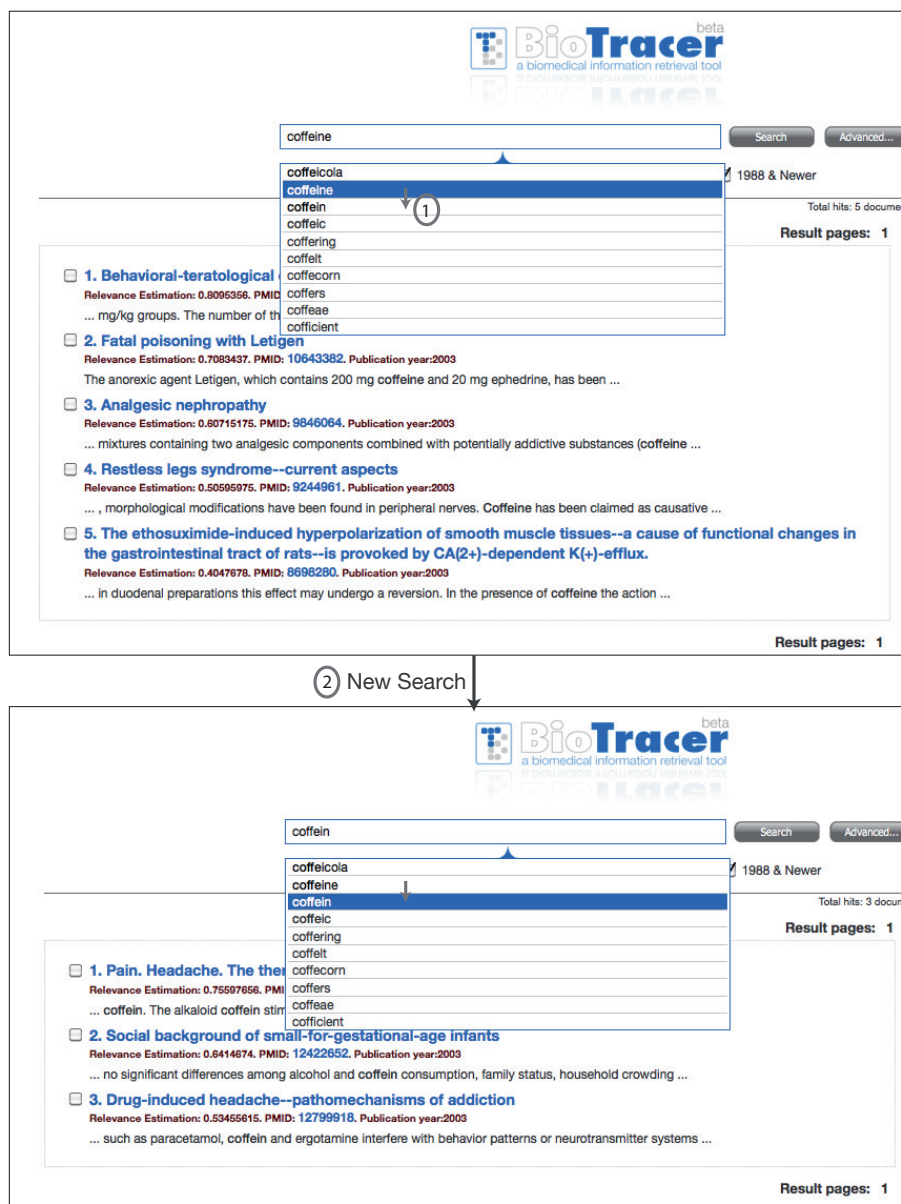 beta
BioTracer
a biomedical information retrieval tool
coffeine
Search
Advanced...
coffeicola
1988 & Newer
coffeine
coffein
1
Total hits: 5 docume
coffeic
Result pages: 1
coffering
coffelt
coffecorn
coffers
coffeae
cofficient
1. Behavioral-teratological
Relevance Estimation: 0.8095356. PMID
... mg/kg groups. The number of th
2. Fatal poisoning with Letigen
Relevance Estimation: 0.7083437. PMID: 10643382. Publication year:2003
The anorexic agent Letigen, which contains 200 mg coffeine and 20 mg ephedrine, has been ...
3. Analgesic nephropathy
Relevance Estimation: 0.60715175. PMID: 9846064. Publication year:2003
... mixtures containing two analgesic components combined with potentially addictive substances (coffeine ...
4. Restless legs syndrome--current aspects
Relevance Estimation: 0.50595975. PMID: 9244961. Publication year:2003
... , morphological modifications have been found in peripheral nerves. Coffeine has been claimed as causative ...
5. The ethosuximide-induced hyperpolarization of smooth muscle tissues--a cause of functional changes in
the gastrointestinal tract of rats--is provoked by CA(2+)-dependent K(+)-efflux.
Relevance Estimation: 0.4047678. PMID: 8698280. Publication year:2003
... in duodenal preparations this effect may undergo a reversion. In the presence of coffeine the action ...
Result pages: 1
2 New Search
beta
BioTracer
a biomedical information retrieval tool
coffein
Search
Advanced...
coffeicola
1988 & Newer
coffeine
coffein
Total hits: 3 docum
coffeic
Result pages: 1
coffering
coffelt
coffecorn
coffers
coffeae
cofficient
1. Pain. Headache. The ther
Relevance Estimation: 0.75597656. PMI
... coffein. The alkaloid coffein stim
2. Social background of small-for-gestational-age infants
Relevance Estimation: 0.6414674. PMID: 12422652. Publication year:2003
... no significant differences among alcohol and coffein consumption, family status, household crowding ...
3. Drug-induced headache--pathomechanisms of addiction
Relevance Estimation: 0.53455615. PMID: 12799918. Publication year:2003
... such as paracetamol, coffein and ergotamine interfere with behavior patterns or neurotransmitter systems ...
Result pages: 1